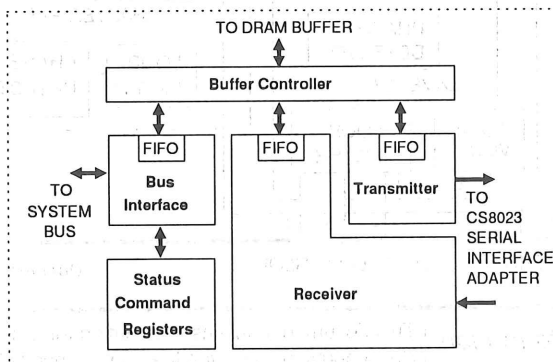 TO DRAM BUFFER
Buffer Controller
FIFO
FIFO
FIFO
Bus
Interface
Transmitter
TO
SYSTEM
BUS
TO
CS8023
SERIAL
INTERFACE
ADAPTER
Status
Command
Registers
Receiver